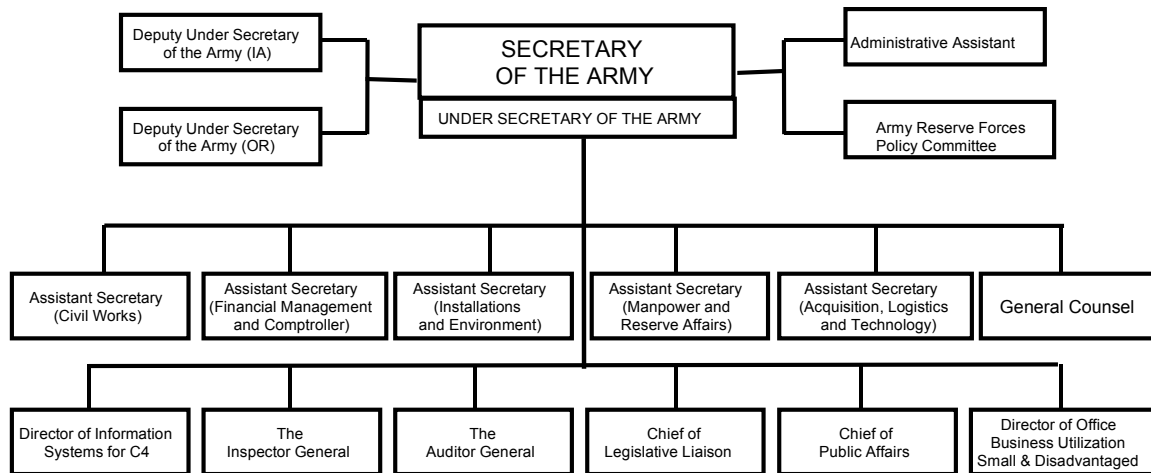 Deputy Under Secretary
of the Army (IA)
SECRETARY
OF THE ARMY
Administrative Assistant
UNDER SECRETARY OF THE ARMY
Deputy Under Secretary
of the Army (OR)
Army Reserve Forces
Policy Committee
Assistant Secretary
(Civil Works)
Assistant Secretary
(Financial Management
and Comptroller)
Assistant Secretary
(Installations
and Environment)
Assistant Secretary
(Manpower and
Reserve Affairs)
Assistant Secretary
(Acquisition, Logistics
and Technology)
General Counsel
Director of Information
Systems for C4
The
Inspector General
The
Auditor General
Chief of
Legislative Liaison
Chief of
Public Affairs
Director of Office
Business Utilization
Small & Disadvantaged